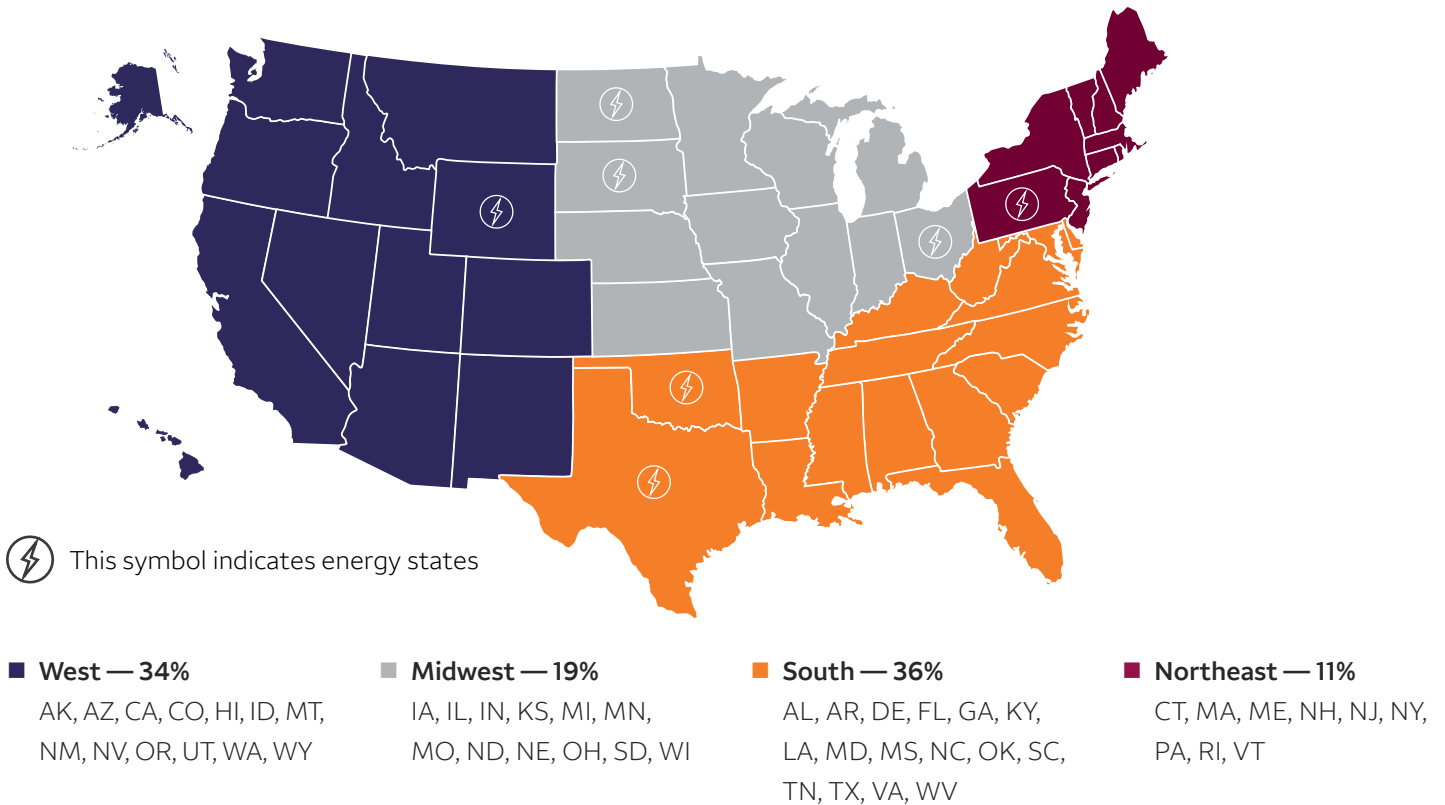 This symbol indicates energy states
West — 34%
AK, AZ, CA, CO, HI, ID, MT,
NM, NV, OR, UT, WA, WY
Midwest — 19%
IA, IL, IN, KS, MI, MN,
MO, ND, NE, OH, SD, WI
South — 36%
AL, AR, DE, FL, GA, KY,
LA, MD, MS, NC, OK, SC,
TN, TX, VA, WV
Northeast — 11%
CT, MA, ME, NH, NJ, NY,
PA, RI, VT